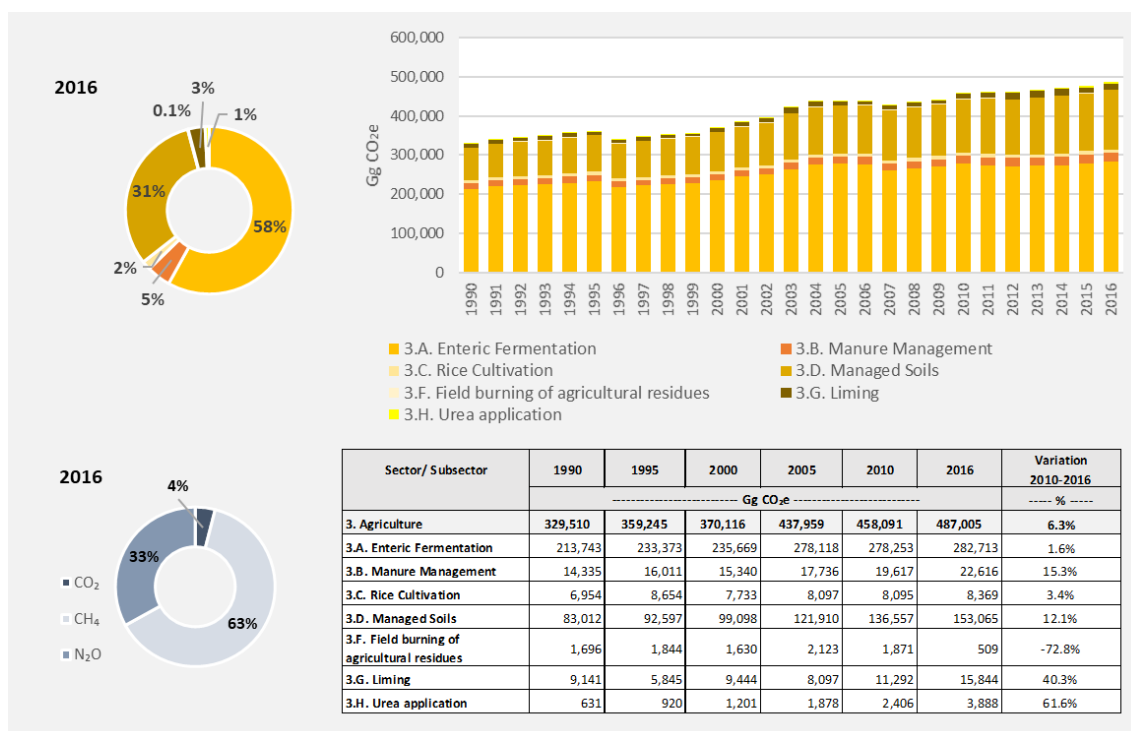 2016
3%
0.1%
1%
31%
58%
2%
5%
600,000
500,000
400,000
300,000
200,000
100,000
0
Gg CO2e
1990 1991 1992 1993 1994 1995 1996 1997 1998 1999 2000 2001 2002 2003 2004 2005 2006 2007 2008 2009 2010 2011 2012 2013 2014 2015 2016
3.A. Enteric Fermentation 3.B. Manure Management
3.C. Rice Cultivation 3.D. Managed Soils
3.F. Field burning of agricultural residues 3.G. Liming
3.H. Urea application
2016
4%
33%
63%
CO₂
CH₄
N₂O
Sector/ Subsector 1990 1995 2000 2005 2010 2016 Variation
2010-2016
--------------------------- Gg CO₂e --------------------------- ----- % -----
3. Agriculture 329,510 359,245 370,116 437,959 458,091 487,005 6.3%
3.A. Enteric Fermentation 213,743 233,373 235,669 278,118 278,253 282,713 1.6%
3.B. Manure Management 14,335 16,011 15,340 17,736 19,617 22,616 15.3%
3.C. Rice Cultivation 6,954 8,654 7,733 8,097 8,095 8,369 3.4%
3.D. Managed Soils 83,012 92,597 99,098 121,910 136,557 153,065 12.1%
3.F. Field burning of
agricultural residues 1,696 1,844 1,630 2,123 1,871 509 -72.8%
3.G. Liming 9,141 5,845 9,444 8,097 11,292 15,844 40.3%
3.H. Urea application 631 920 1,201 1,878 2,406 3,888 61.6%